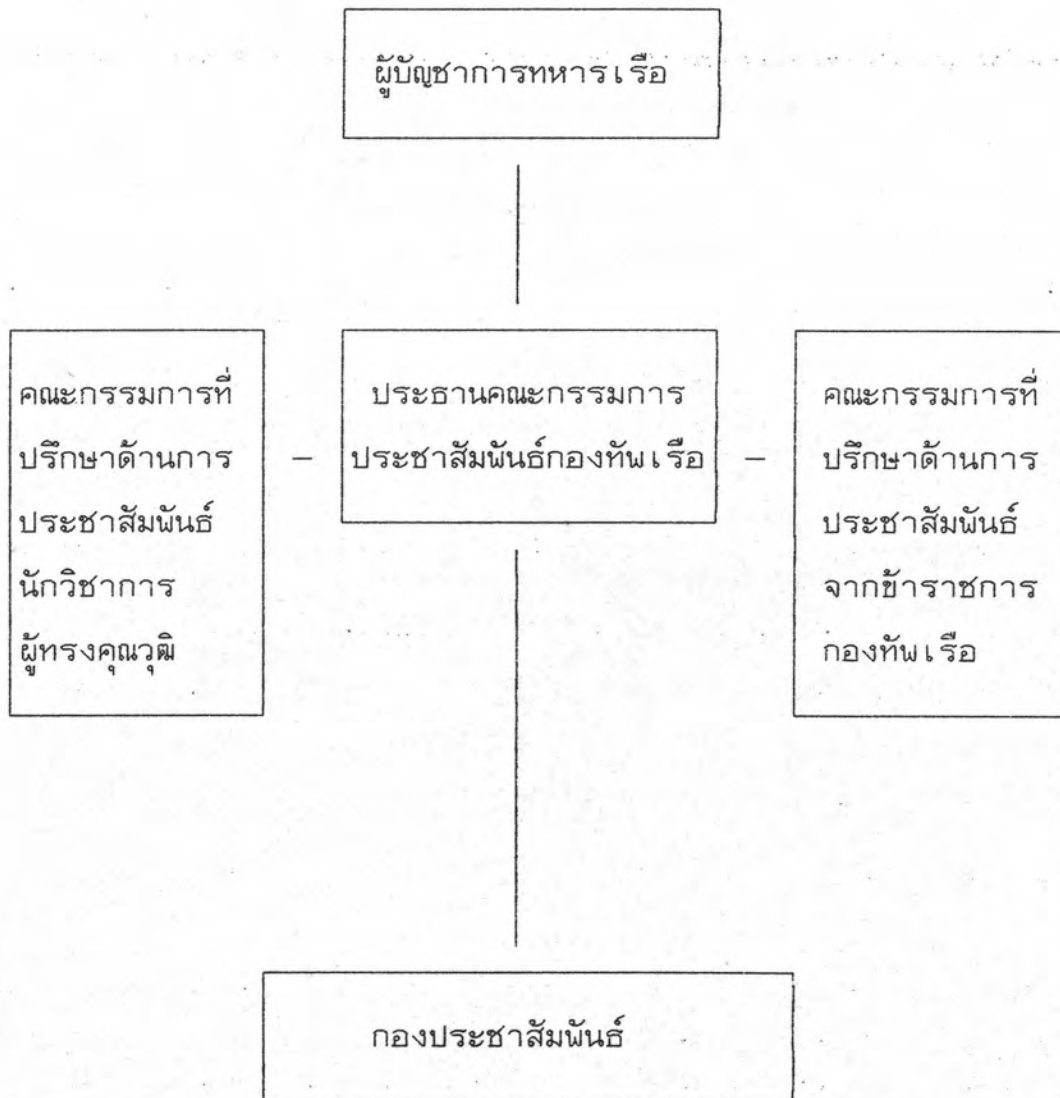 ผู้บัญชาการทหารเรือ
คณะกรรมการที่
ปรึกษาด้านการ
ประชาสัมพันธ์
นักวิชาการ
ผู้ทรงคุณวุฒิ
ประธานคณะกรรมการ
ประชาสัมพันธ์กองทัพเรือ
คณะกรรมการที่
ปรึกษาด้านการ
ประชาสัมพันธ์
จากข้าราชการ
กองทัพเรือ
กองประชาสัมพันธ์